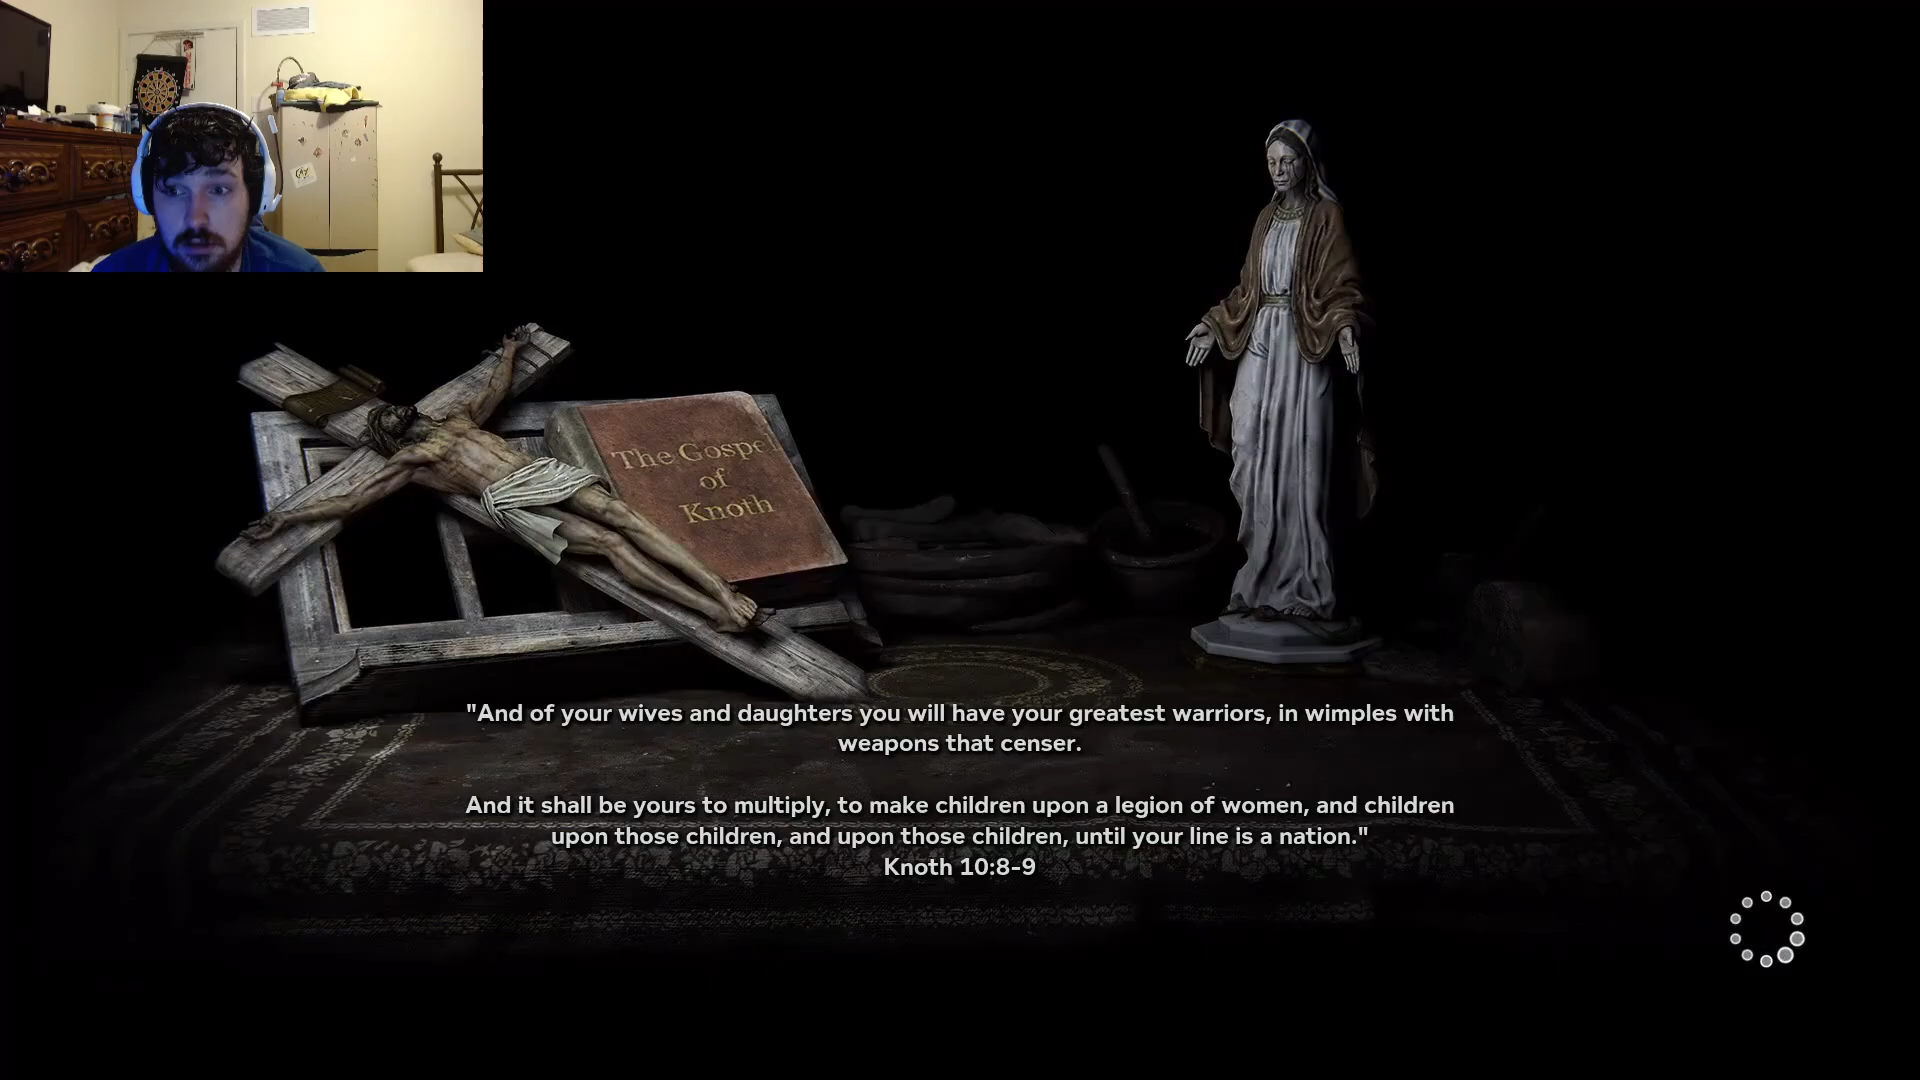 The Gospel
of
Knoth
"And of your wives and daughters you will have your greatest warriors, in wimples with
weapons that censer.
And it shall be yours to multiply, to make children upon a legion of women, and children
upon those children, and upon those children, until your line is a nation."
Knoth 10:8-9